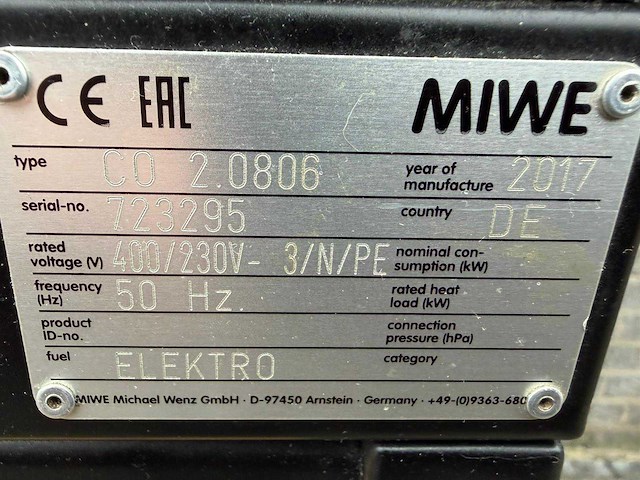 CE EAC MIWE
type CO 2.0806 year of manufacture 2017
serial-no. 723295 country DE
rated voltage (V) 400/230V- 3/N/PE nominal con-sumption (kW)
frequency (Hz) 50 Hz. rated heat load (kW)
product ID-no. connection pressure (hPa)
fuel ELEKTRO category
MIWE Michael Wenz GmbH · D-97450 Arnstein · Germany · +49-(0)9363-680